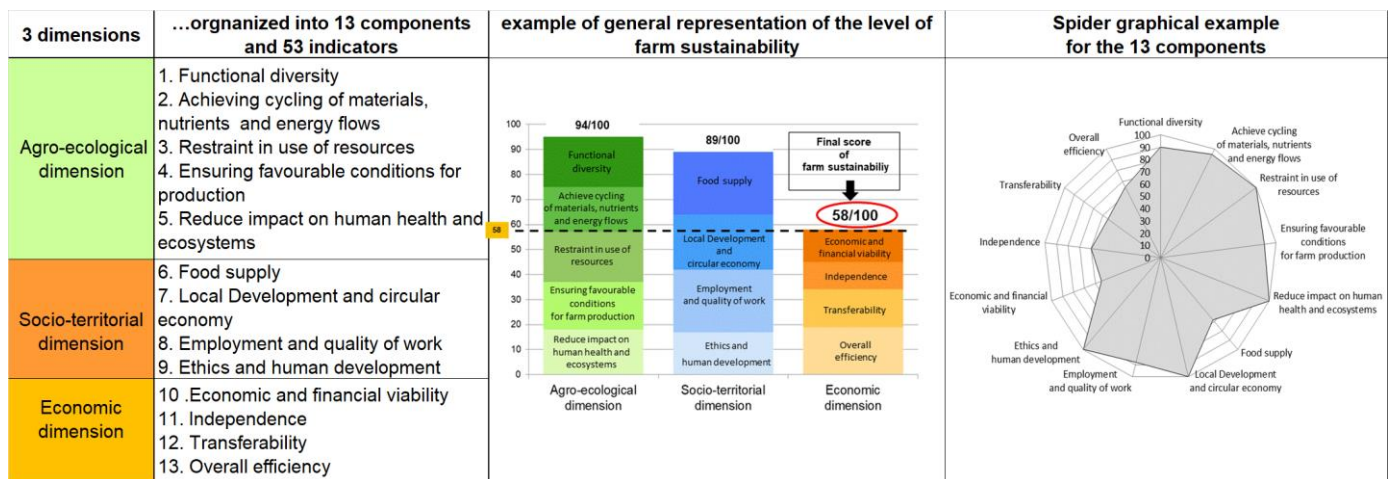 3 dimensions
…orgnanized into 13 components
and 53 indicators
example of general representation of the level of
farm sustainability
Spider graphical example
for the 13 components
Agro-ecological
dimension
1. Functional diversity
2. Achieving cycling of materials,
nutrients and energy flows
3. Restraint in use of resources
4. Ensuring favourable conditions for
production
5. Reduce impact on human health and
ecosystems
Socio-territorial
dimension
6. Food supply
7. Local Development and circular
economy
8. Employment and quality of work
9. Ethics and human development
Economic
dimension
10 .Economic and financial viability
11. Independence
12. Transferability
13. Overall efficiency
100
90
80
70
60
50
40
30
20
10
0
58
94/100
Functional
diversity
Achieve cycling
of materials, nutrients
and energy flows
Restraint in use of
resources
Ensuring favourable
conditions
for farm production
Reduce impact on
human health and
ecosystems
Agro-ecological
dimension
89/100
Food supply
Local Development
and
circular economy
Employment
and quality of work
Ethics and
human development
Socio-territorial
dimension
Final score
of
farm sustainability
58/100
Economic and
financial viability
Independence
Transferability
Overall
efficiency
Economic
dimension
Functional diversity
Achieve cycling
of materials, nutrients
and energy flows
Restraint in use of
resources
Ensuring favourable
conditions
for farm production
Reduce impact on human
health and ecosystems
Food supply
Local Development
and circular economy
Employment
and quality of work
Ethics and
human development
Economic and financial
viability
Independence
Transferability
Overall
efficiency
100
90
80
70
60
50
40
30
20
10
0